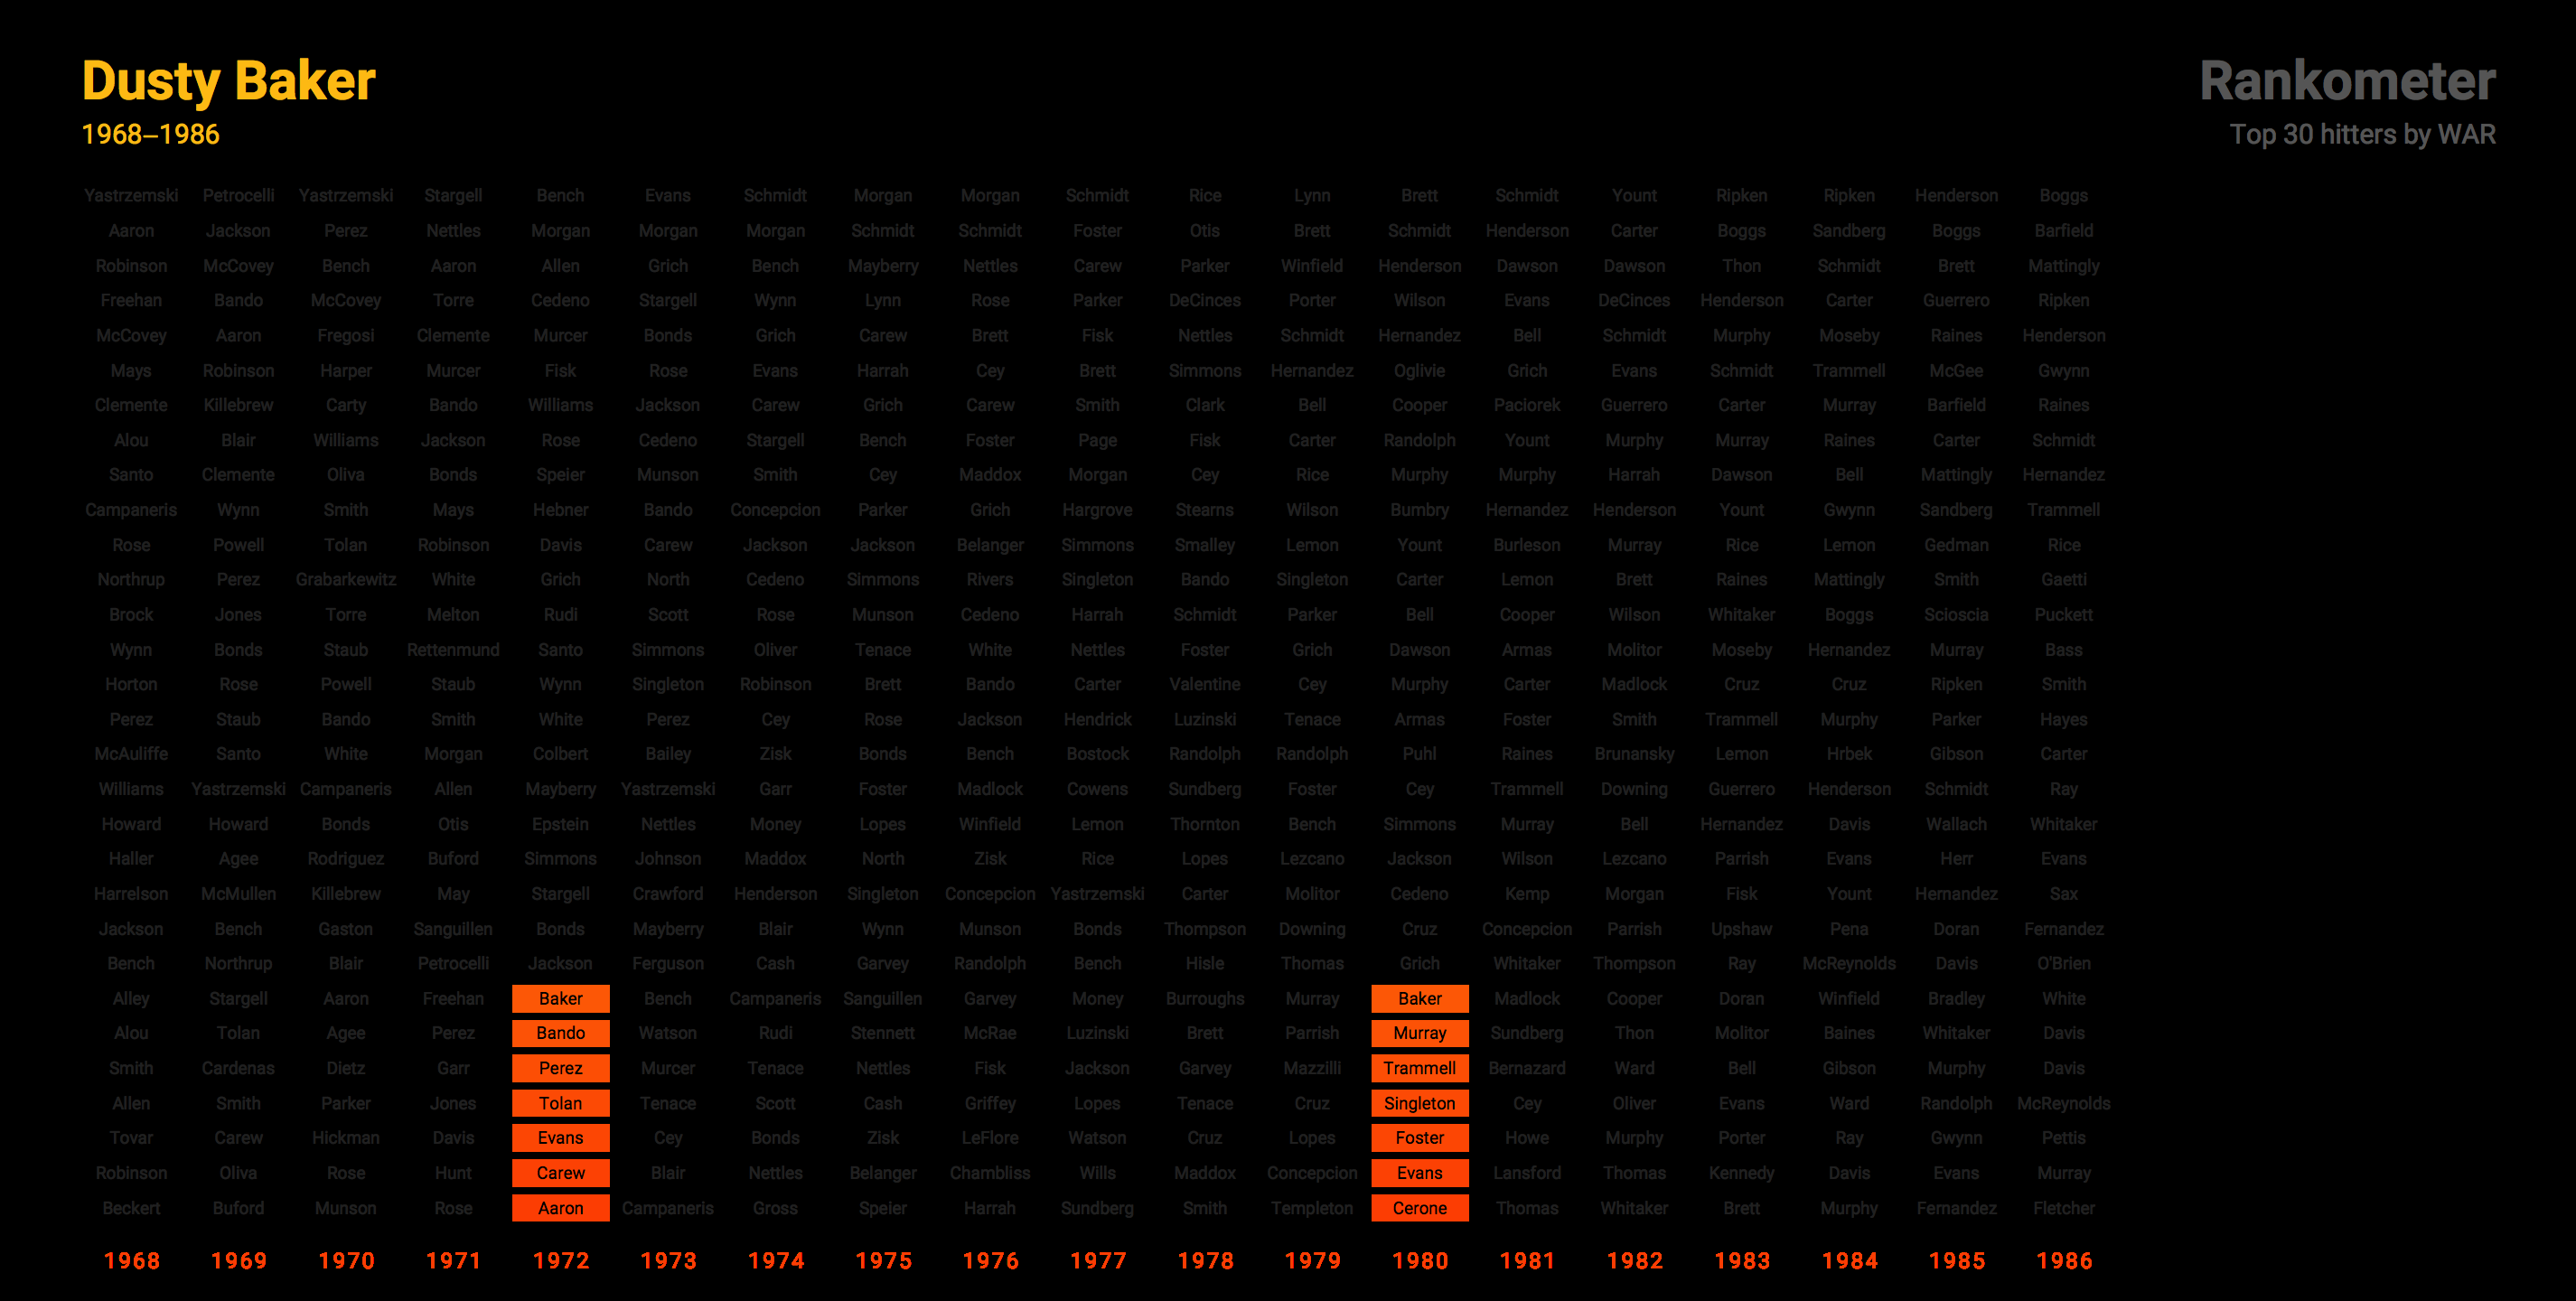 Dusty Baker
Rankometer
1968–1986
Top 30 hitters by WAR
Yastrzemski Petrocelli Yastrzemski Stargell Bench Evans Schmidt Morgan Morgan Schmidt Rice Lynn Brett Schmidt Yount Ripken Ripken Henderson Boggs
Aaron Jackson Perez Nettles Morgan Morgan Morgan Schmidt Schmidt Foster Otis Brett Schmidt Henderson Carter Boggs Sandberg Boggs Barfield
Robinson McCovey Bench Aaron Allen Grich Bench Mayberry Nettles Carew Parker Winfield Henderson Dawson Dawson Thon Schmidt Brett Mattingly
Freehan Bando McCovey Torre Cedeno Stargell Wynn Lynn Rose Parker DeCinces Porter Wilson Evans DeCinces Henderson Carter Guerrero Ripken
McCovey Aaron Fregosi Clemente Murcer Bonds Grich Carew Brett Fisk Nettles Schmidt Hernandez Bell Schmidt Murphy Moseby Raines Henderson
Mays Robinson Harper Murcer Fisk Rose Evans Harrah Cey Brett Simmons Hernandez Oglivie Grich Evans Schmidt Trammell McGee Gwynn
Clemente Killebrew Carty Bando Williams Jackson Carew Grich Carew Smith Clark Bell Cooper Paciorek Guerrero Carter Murray Barfield Raines
Alou Blair Williams Jackson Rose Cedeno Stargell Bench Foster Page Fisk Carter Randolph Yount Murphy Murray Raines Carter Schmidt
Santo Clemente Oliva Bonds Speier Munson Smith Cey Maddox Morgan Cey Rice Murphy Murphy Harrah Dawson Bell Mattingly Hernandez
Campaneris Wynn Smith Mays Hebner Bando Concepcion Parker Grich Hargrove Stearns Wilson Bumbry Hernandez Henderson Yount Gwynn Sandberg Trammell
Rose Powell Tolan Robinson Davis Carew Jackson Jackson Belanger Simmons Smalley Lemon Yount Burleson Murray Rice Lemon Gedman Rice
Northrup Perez Grabarkewitz White Grich North Cedeno Simmons Rivers Singleton Bando Singleton Carter Lemon Brett Raines Mattingly Smith Gaetti
Brock Jones Torre Melton Rudi Scott Rose Munson Cedeno Harrah Schmidt Parker Bell Cooper Wilson Whitaker Boggs Scioscia Puckett
Wynn Bonds Staub Rettenmund Santo Simmons Oliver Tenace White Nettles Foster Grich Dawson Armas Molitor Moseby Hernandez Murray Bass
Horton Rose Powell Staub Wynn Singleton Robinson Brett Bando Carter Valentine Cey Murphy Carter Madlock Cruz Cruz Ripken Smith
Perez Staub Bando Smith White Perez Cey Rose Jackson Hendrick Luzinski Tenace Armas Foster Smith Trammell Murphy Parker Hayes
McAuliffe Santo White Morgan Colbert Bailey Zisk Bonds Bench Bostock Randolph Randolph Puhl Raines Brunansky Lemon Hrbek Gibson Carter
Williams Yastrzemski Campaneris Allen Mayberry Yastrzemski Garr Foster Madlock Cowens Sundberg Foster Cey Trammell Downing Guerrero Henderson Schmidt Ray
Howard Howard Bonds Otis Epstein Nettles Money Lopes Winfield Lemon Thornton Bench Simmons Murray Bell Hernandez Davis Wallach Whitaker
Haller Agee Rodriguez Buford Simmons Johnson Maddox North Zisk Rice Lopes Lezcano Jackson Wilson Lezcano Parrish Evans Herr Evans
Harrelson McMullen Killebrew May Stargell Crawford Henderson Singleton Concepcion Yastrzemski Carter Molitor Cedeno Kemp Morgan Fisk Yount Hernandez Sax
Jackson Bench Gaston Sanguillen Bonds Mayberry Blair Wynn Munson Bonds Thompson Downing Cruz Concepcion Parrish Upshaw Pena Doran Fernandez
Bench Northrup Blair Petrocelli Jackson Ferguson Cash Garvey Randolph Bench Hisle Thomas Grich Whitaker Thompson Ray McReynolds Davis O'Brien
Alley Stargell Aaron Freehan Baker Bench Campaneris Sanguillen Garvey Money Burroughs Murray Baker Madlock Cooper Doran Winfield Bradley White
Alou Tolan Agee Perez Bando Watson Rudi Stennett McRae Luzinski Brett Parrish Murray Sundberg Thon Molitor Baines Whitaker Davis
Smith Cardenas Dietz Garr Perez Murcer Tenace Nettles Fisk Jackson Garvey Mazzilli Trammell Bernazard Ward Bell Gibson Murphy Davis
Allen Smith Parker Jones Tolan Tenace Scott Cash Griffey Lopes Tenace Cruz Singleton Cey Oliver Evans Ward Randolph McReynolds
Tovar Carew Hickman Davis Evans Cey Bonds Zisk LeFlore Watson Cruz Lopes Foster Howe Murphy Porter Ray Gwynn Pettis
Robinson Oliva Rose Hunt Carew Blair Nettles Belanger Chambliss Wills Maddox Concepcion Evans Lansford Thomas Kennedy Davis Evans Murray
Beckert Buford Munson Rose Aaron Campaneris Gross Speier Harrah Sundberg Smith Templeton Cerone Thomas Whitaker Brett Murphy Fernandez Fletcher
1968 1969 1970 1971 1972 1973 1974 1975 1976 1977 1978 1979 1980 1981 1982 1983 1984 1985 1986